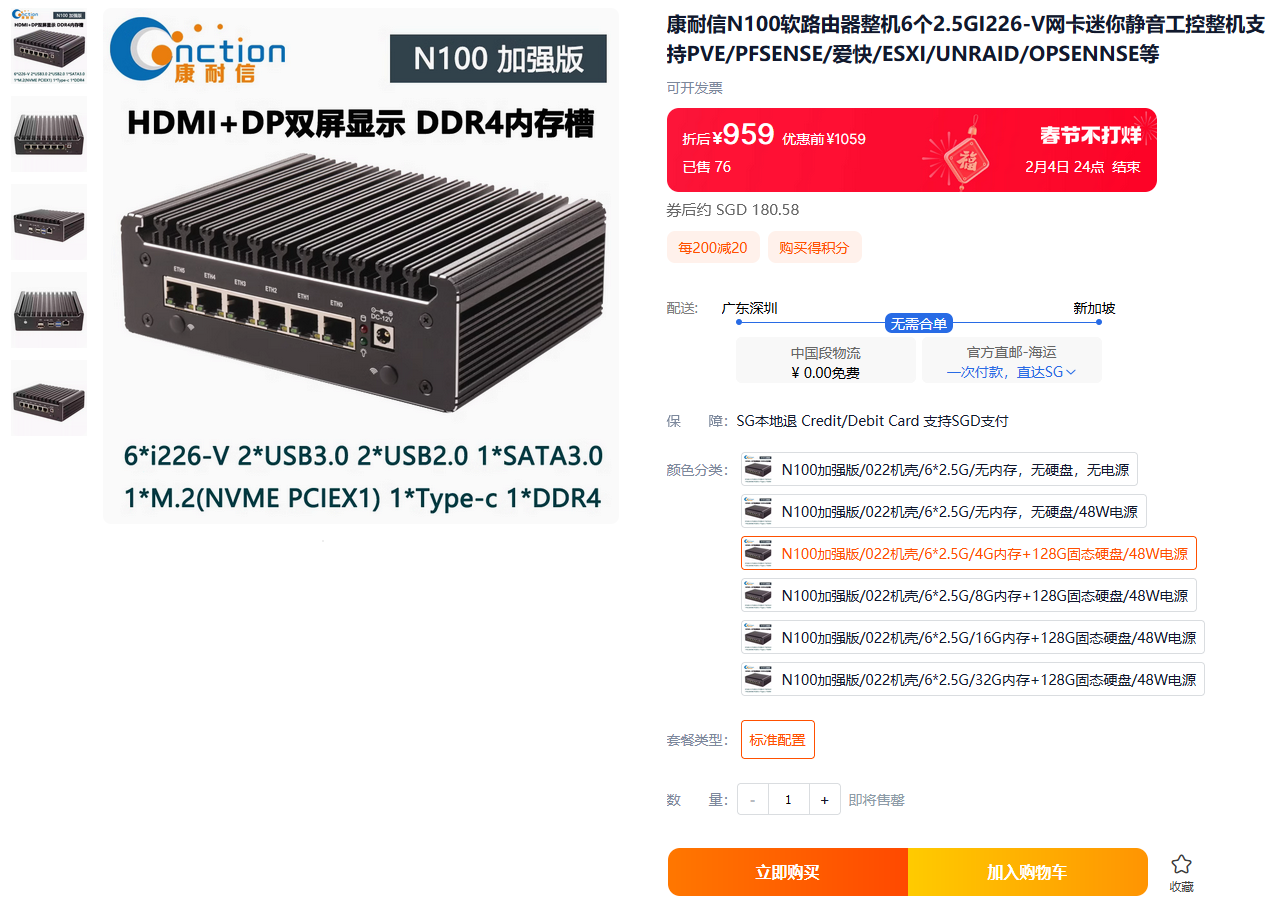 Cnction
康耐信
N100 加强版
HDMI+DP双屏显示 DDR4内存槽
ETH5 ETH4 ETH3 ETH2 ETH1 ETH0
DC-12V
6*i226-V 2*USB3.0 2*USB2.0 1*SATA3.0
1*M.2(NVME PCIEX1) 1*Type-c 1*DDR4
康耐信N100软路由器整机6个2.5GI226-V网卡迷你静音工控整机支
持PVE/PFSENSE/爱快/ESXI/UNRAID/OPSENNSE等
可开发票
折后¥959 优惠前¥1059
已售 76
福
春节不打烊
2月4日 24点 结束
券后约 SGD 180.58
每200减20 购买得积分
配送: 广东深圳 新加坡
无需合单
中国段物流
¥ 0.00免费
官方直邮-海运
一次付款，直达SG
保 障: SG本地退 Credit/Debit Card 支持SGD支付
颜色分类: N100加强版/022机壳/6*2.5G/无内存，无硬盘，无电源
N100加强版/022机壳/6*2.5G/无内存，无硬盘/48W电源
N100加强版/022机壳/6*2.5G/4G内存+128G固态硬盘/48W电源
N100加强版/022机壳/6*2.5G/8G内存+128G固态硬盘/48W电源
N100加强版/022机壳/6*2.5G/16G内存+128G固态硬盘/48W电源
N100加强版/022机壳/6*2.5G/32G内存+128G固态硬盘/48W电源
套餐类型: 标准配置
数 量: - 1 + 即将售罄
立即购买 加入购物车
收藏